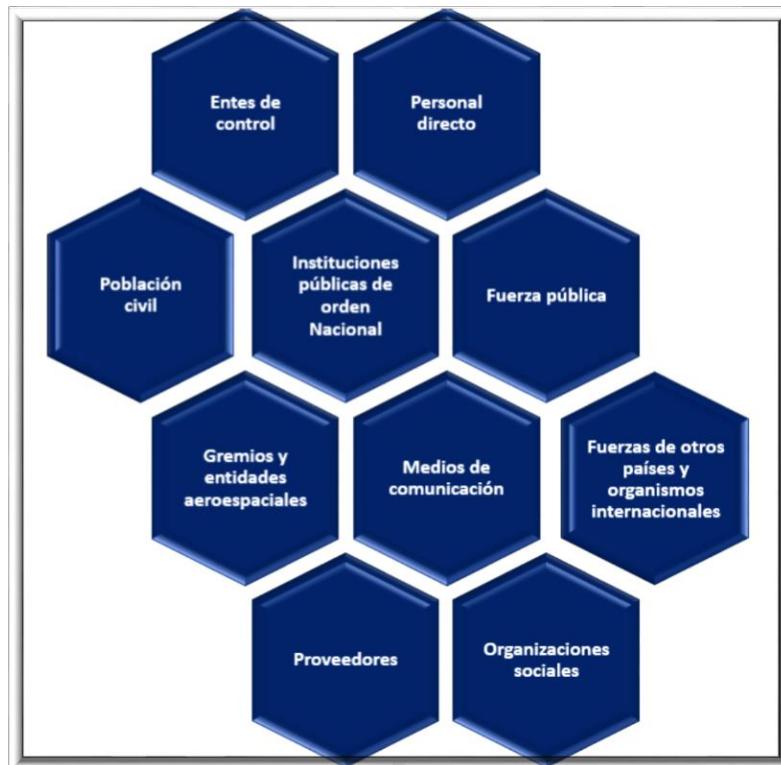 Entes de
control
Personal
directo
Población
civil
Instituciones
públicas de
orden
Nacional
Fuerza pública
Gremios y
entidades
aeroespaciales
Medios de
comunicación
Fuerzas de otros
países y
organismos
internacionales
Proveedores
Organizaciones
sociales